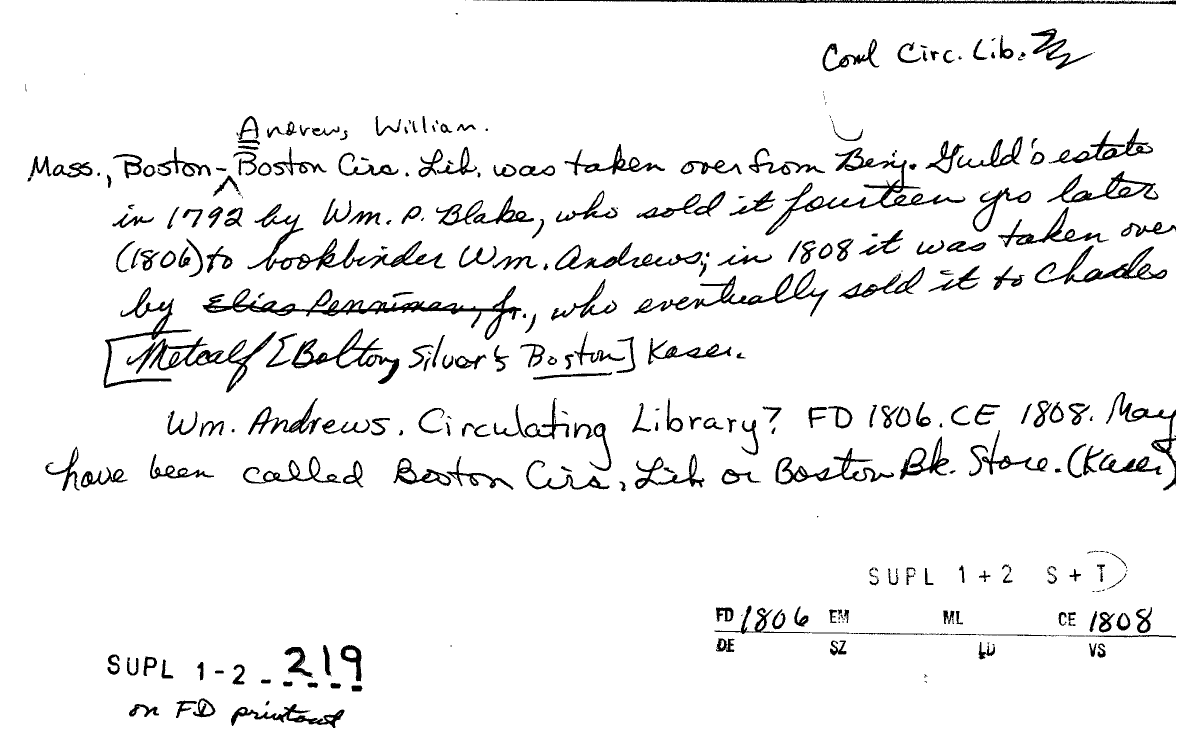 Coml Circ. Lib.
Andrews, William.
Mass., Boston-Boston Circ. Lib. was taken over from Benj. Guild's estate
in 1792 by Wm. P. Blake, who sold it fourteen yrs later
(1806) to bookbinder Wm. Andrews; in 1808 it was taken over
by Elias Penniman, Jr., who eventually sold it to Charles
[Metcalf [Bolton, Silver's Boston] Kaser.
Wm. Andrews. Circulating Library? FD 1806. CE 1808. May
have been called Boston Circ. Lib. or Boston Bk. Store. (Kaser)
SUPL 1+2 S+T
FD 1806 EM ML CE 1808
DE SZ LD VS
SUPL 1-2 - 219
on FD printout